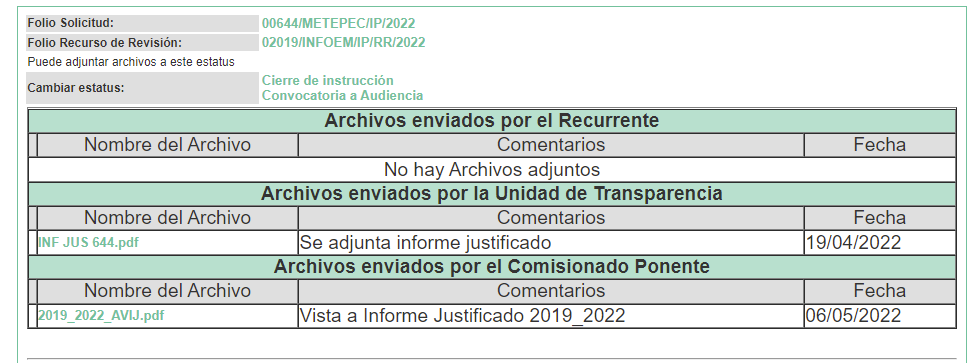 Folio Solicitud: 00644/METEPEC/IP/2022
Folio Recurso de Revisión: 02019/INFOEM/IP/RR/2022
Puede adjuntar archivos a este estatus
Cambiar estatus: Cierre de instrucción
Convocatoria a Audiencia
Archivos enviados por el Recurrente
Nombre del Archivo Comentarios Fecha
No hay Archivos adjuntos
Archivos enviados por la Unidad de Transparencia
Nombre del Archivo Comentarios Fecha
INF JUS 644.pdf Se adjunta informe justificado 19/04/2022
Archivos enviados por el Comisionado Ponente
Nombre del Archivo Comentarios Fecha
2019_2022_AVIJ.pdf Vista a Informe Justificado 2019_2022 06/05/2022